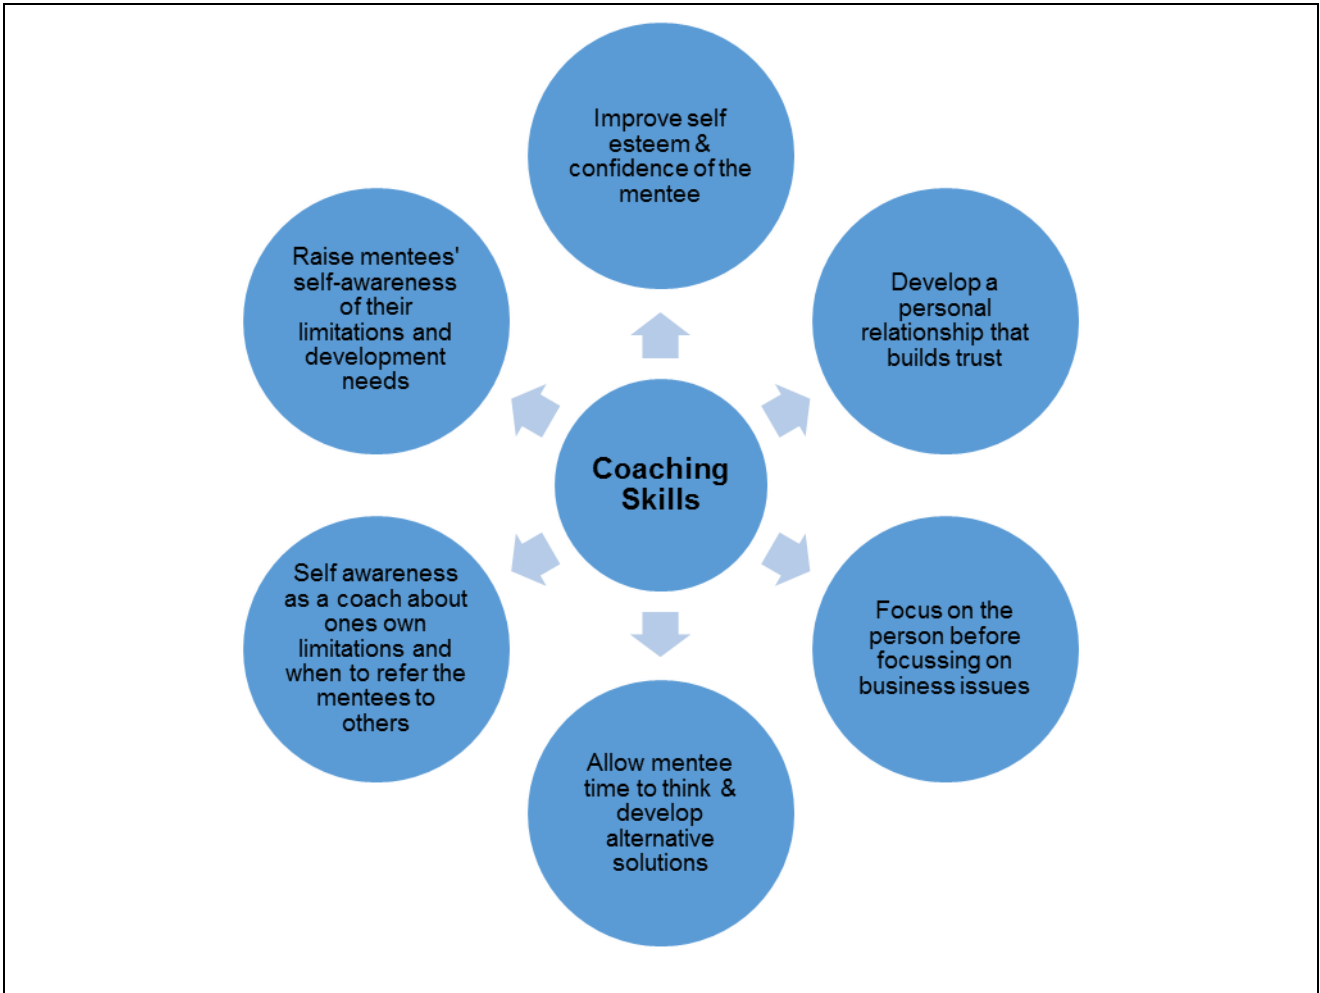 Improve self
esteem &
confidence of the
mentee
Raise mentees'
self-awareness
of their
limitations and
development
needs
Develop a
personal
relationship that
builds trust
Coaching
Skills
Self awareness
as a coach about
ones own
limitations and
when to refer the
mentees to
others
Focus on the
person before
focussing on
business issues
Allow mentee
time to think &
develop
alternative
solutions